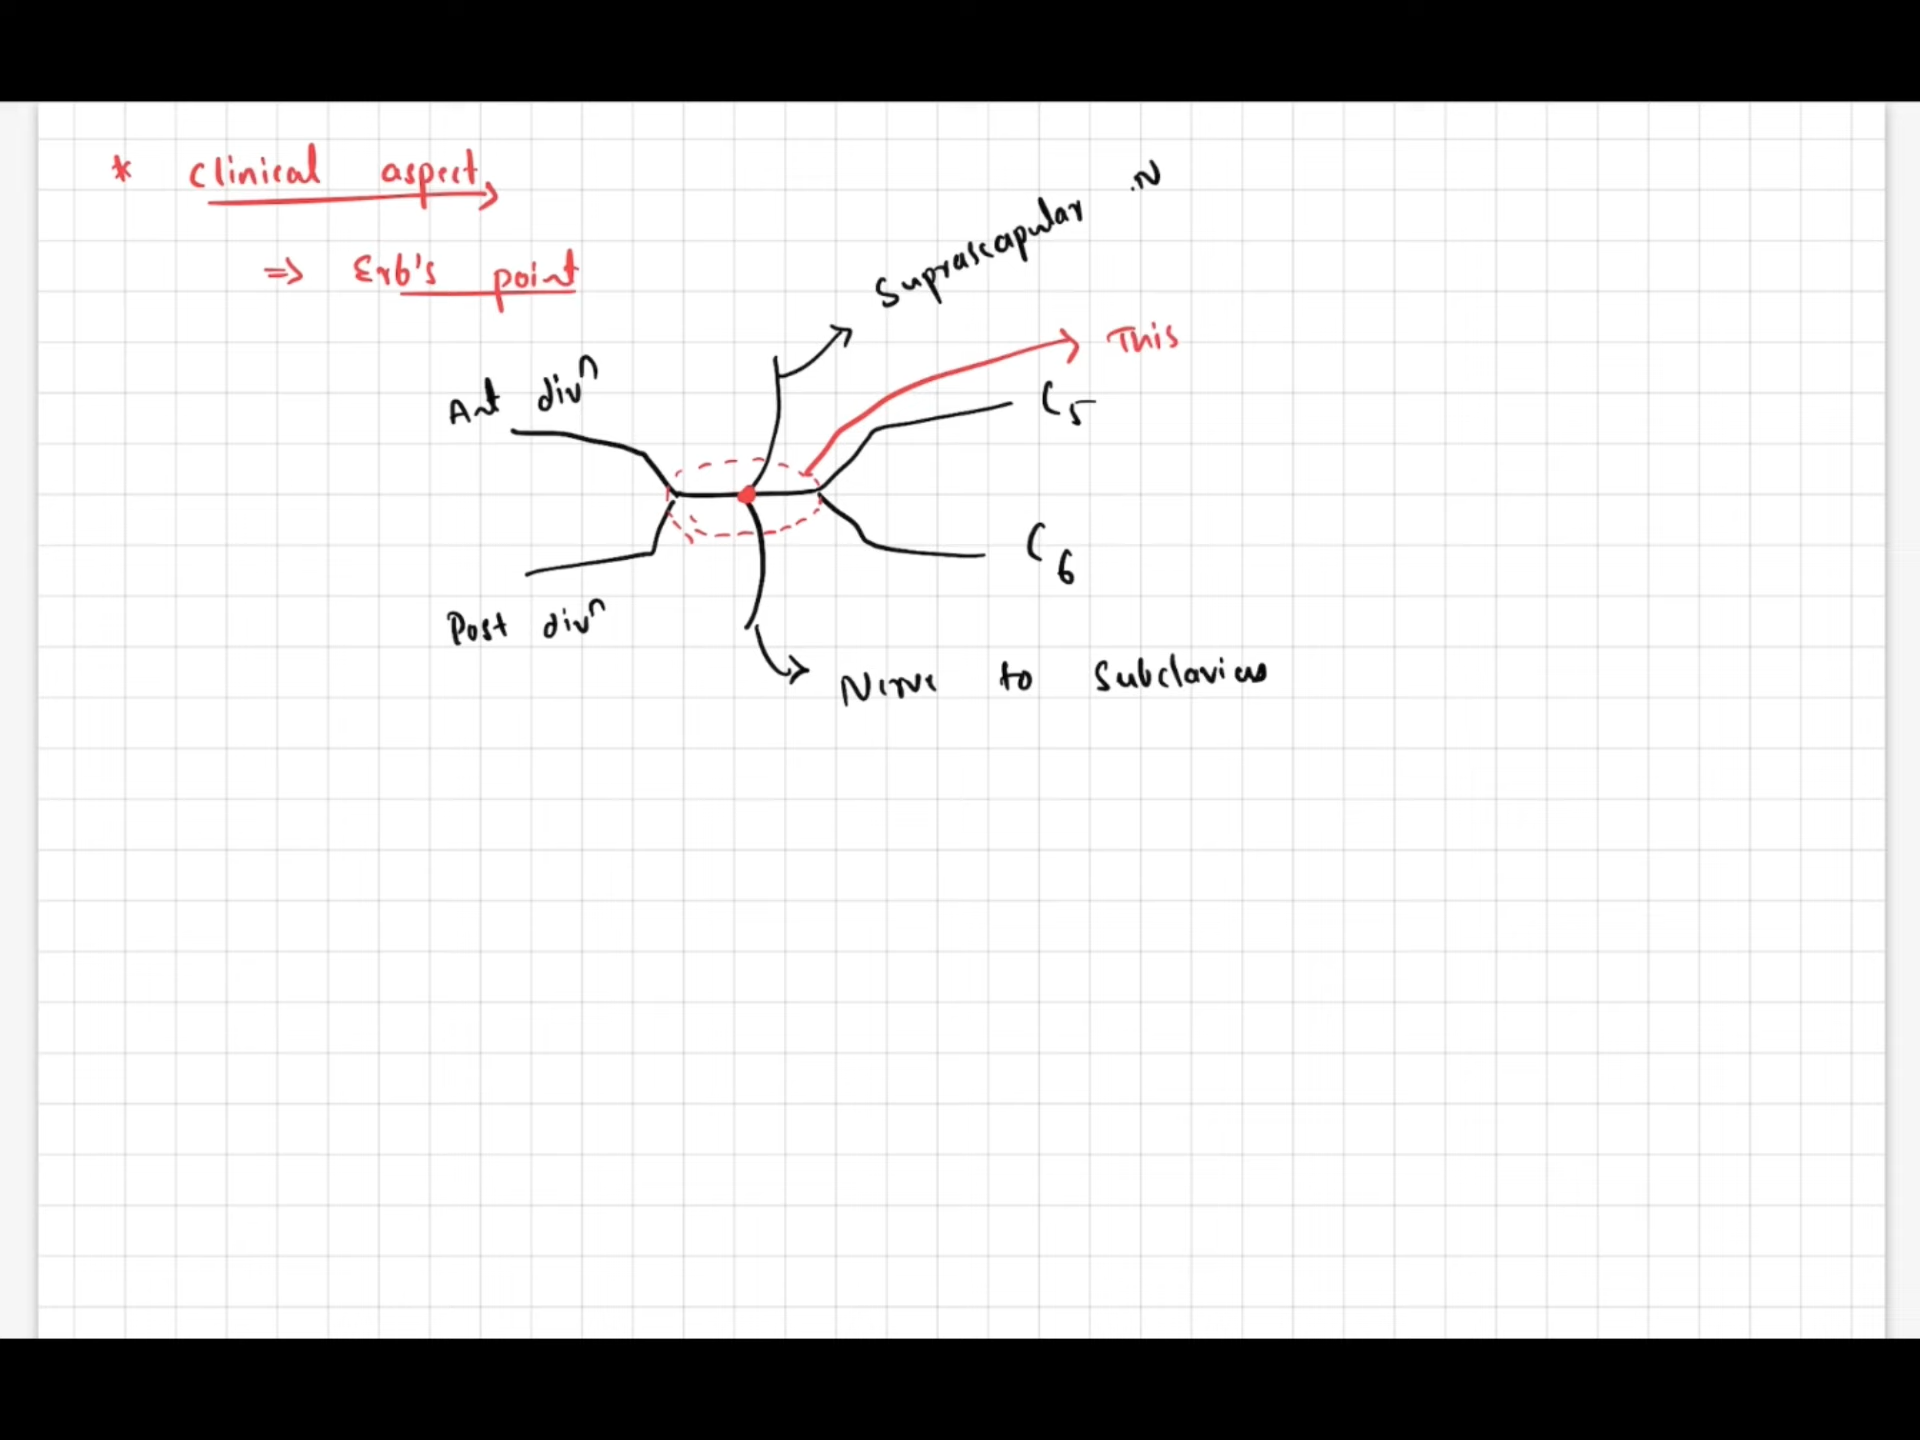 * Clinical aspect
=> Erb's point
Suprascapular .N
This
Ant divⁿ
C5
C6
Post divⁿ
Nerve to Subclavius